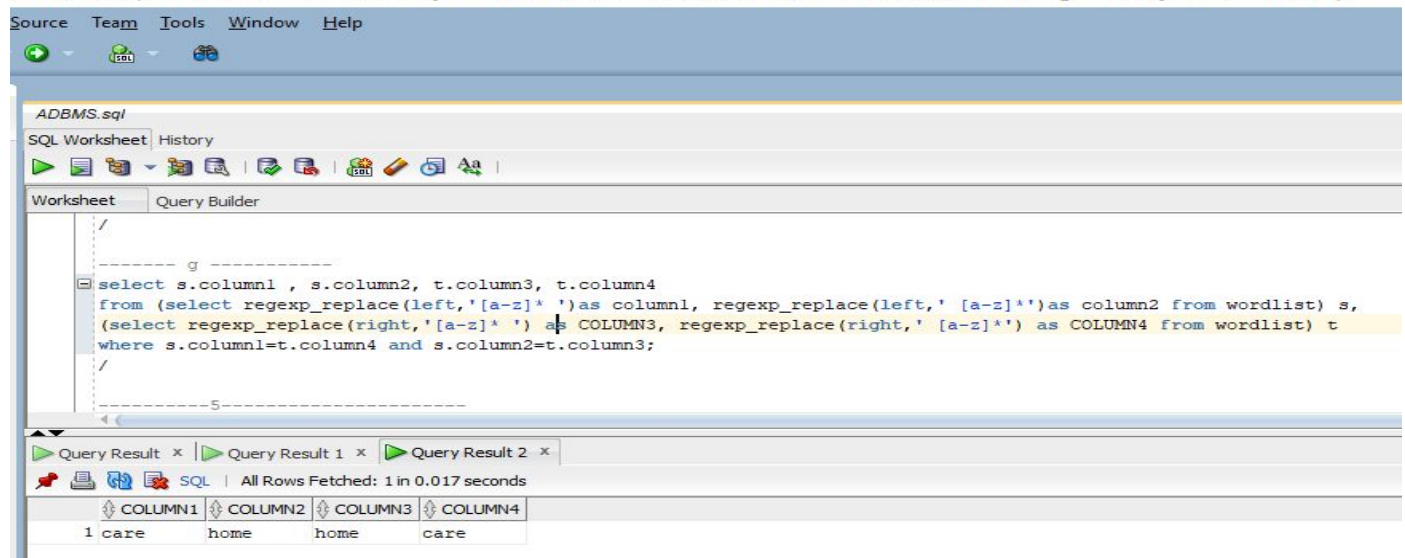 Source Team Tools Window Help
SQL
ADBMS.sql
SQL Worksheet History
SQL Aa
Worksheet Query Builder
/
------- g -----------
select s.column1 , s.column2, t.column3, t.column4
from (select regexp_replace(left,'[a-z]* ')as column1, regexp_replace(left,' [a-z]*')as column2 from wordlist) s,
(select regexp_replace(right,'[a-z]* ') as COLUMN3, regexp_replace(right,' [a-z]*') as COLUMN4 from wordlist) t
where s.column1=t.column4 and s.column2=t.column3;
/
----------5----------------------
Query Result x Query Result 1 x Query Result 2 x
SQL | All Rows Fetched: 1 in 0.017 seconds
COLUMN1 COLUMN2 COLUMN3 COLUMN4
1 care home home care